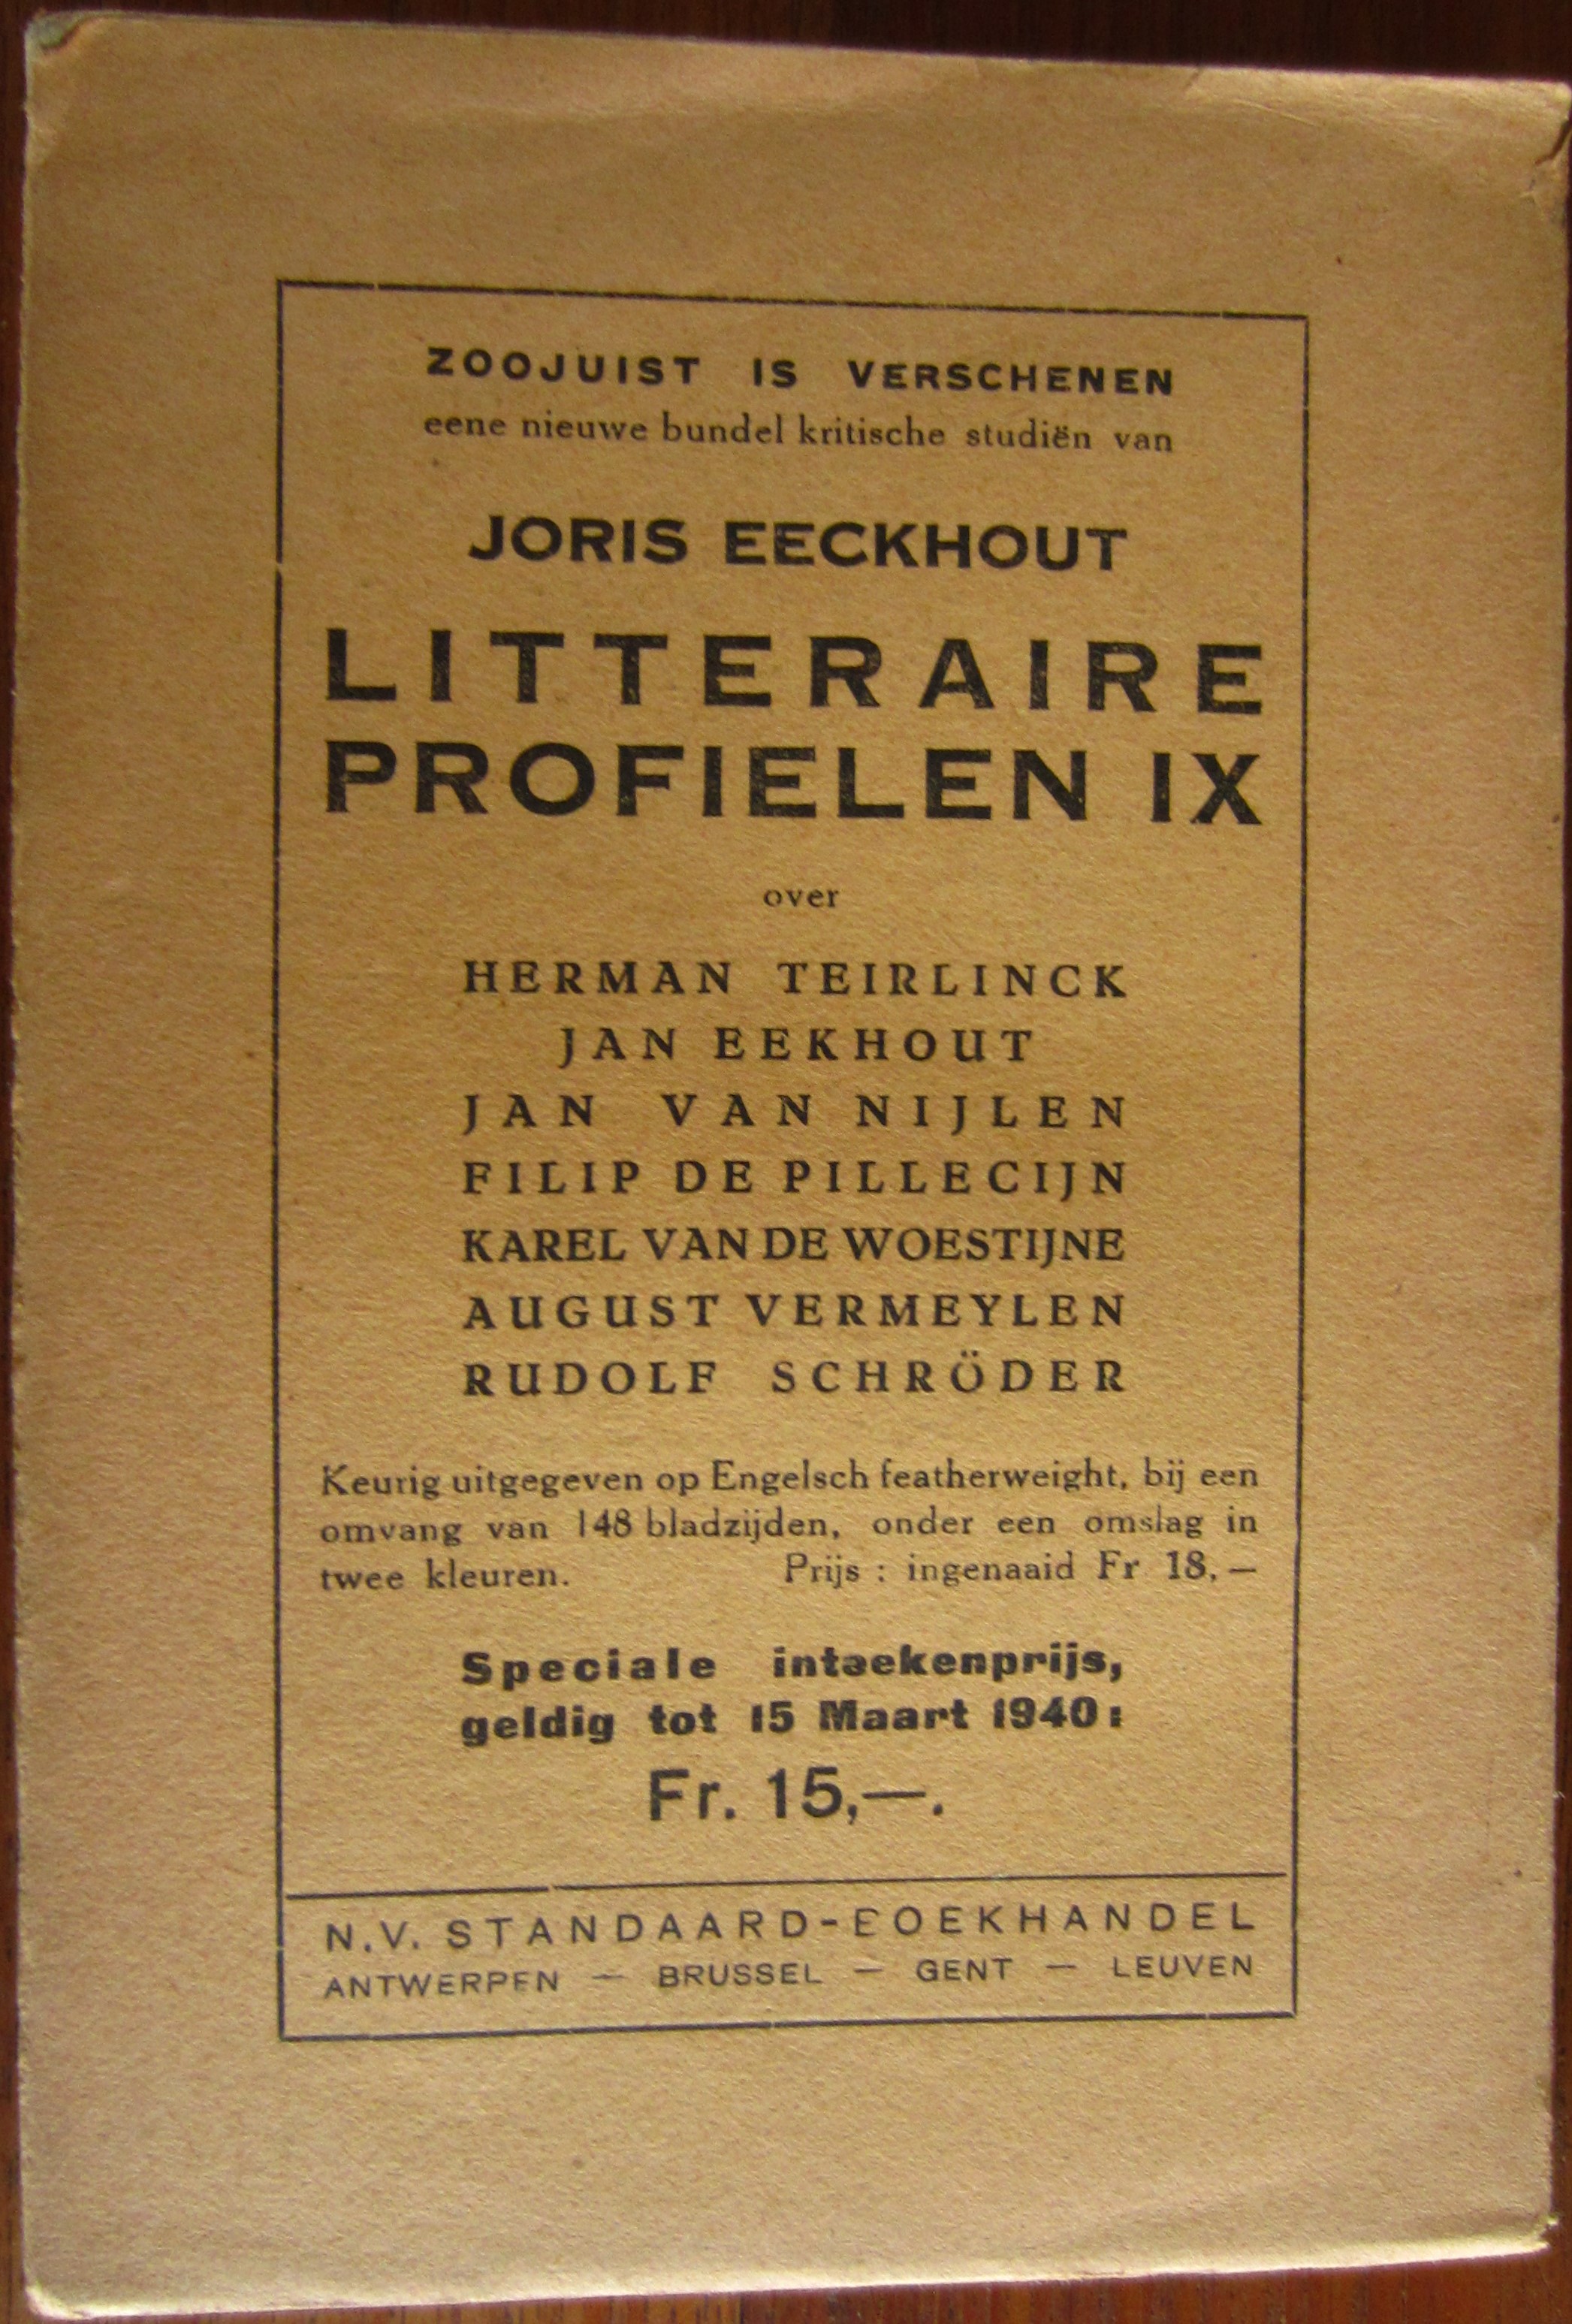 ZOOJUIST IS VERSCHENEN
eene nieuwe bundel kritische studiën van
JORIS EECKHOUT
LITTERAIRE
PROFIELEN IX
over
HERMAN TEIRLINCK
JAN EEKHOUT
JAN VAN NIJLEN
FILIP DE PILLECIJN
KAREL VAN DE WOESTIJNE
AUGUST VERMEYLEN
RUDOLF SCHRÖDER
Keurig uitgegeven op Engelsch featherweight, bij een
omvang van 148 bladzijden, onder een omslag in
twee kleuren. Prijs : ingenaaid Fr 18,—
Speciale inteekenprijs,
geldig tot 15 Maart 1940:
Fr. 15,—.
N.V. STANDAARD-BOEKHANDEL
ANTWERPEN — BRUSSEL — GENT — LEUVEN